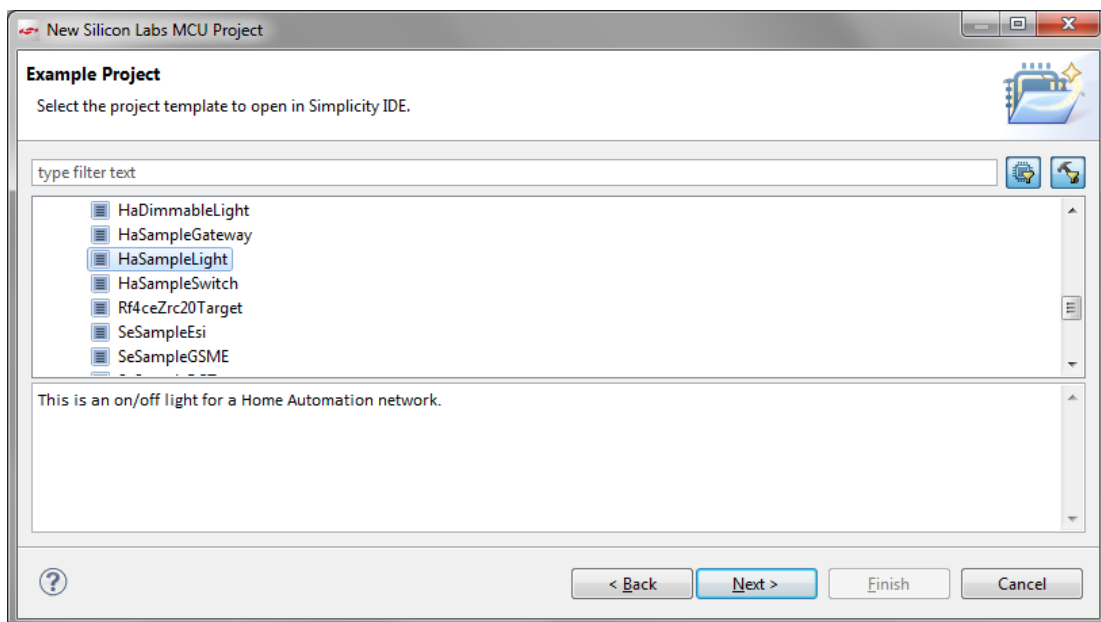 New Silicon Labs MCU Project
Example Project
Select the project template to open in Simplicity IDE.
type filter text
HaDimmableLight
HaSampleGateway
HaSampleLight
HaSampleSwitch
Rf4ceZrc20Target
SeSampleEsi
SeSampleGSME
This is an on/off light for a Home Automation network.
< Back Next > Finish Cancel